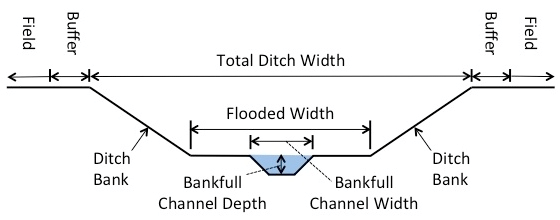 Field
Buffer
Buffer
Field
Total Ditch Width
Flooded Width
Ditch
Bank
Bankfull
Channel Depth
Bankfull
Channel Width
Ditch
Bank